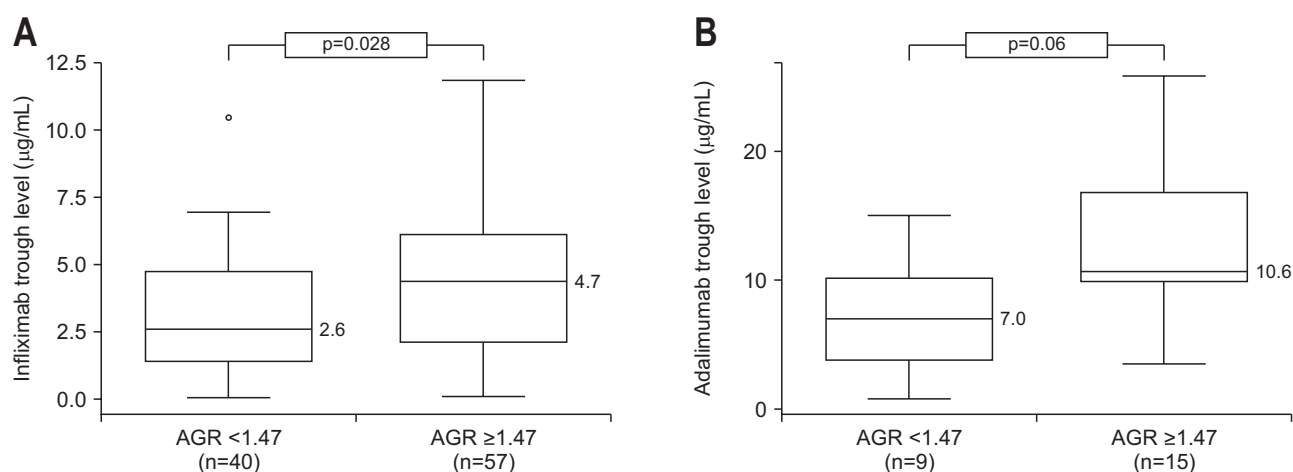 A
p=0.028
Infliximab trough level (μg/mL)
12.5
10.0
7.5
5.0
2.5
0.0
2.6
4.7
AGR <1.47
(n=40)
AGR ≥1.47
(n=57)
B
p=0.06
Adalimumab trough level (μg/mL)
20
10
0
7.0
10.6
AGR <1.47
(n=9)
AGR ≥1.47
(n=15)